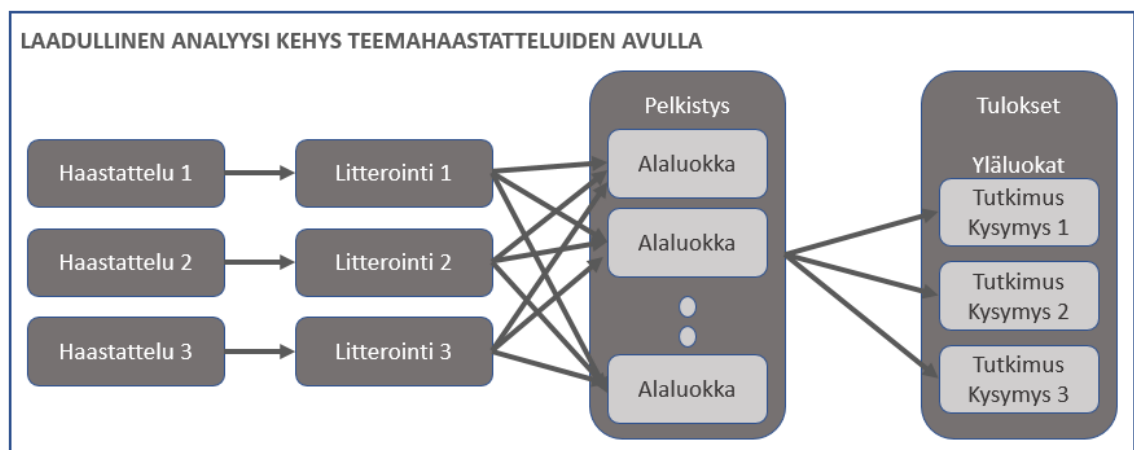 LAADULLINEN ANALYYSI KEHYS TEEMAHAASTATTELUIDEN AVULLA
Haastattelu 1
Litterointi 1
Haastattelu 2
Litterointi 2
Haastattelu 3
Litterointi 3
Pelkistys
Alaluokka
Alaluokka
Alaluokka
Tulokset
Yläluokat
Tutkimus
Kysymys 1
Tutkimus
Kysymys 2
Tutkimus
Kysymys 3